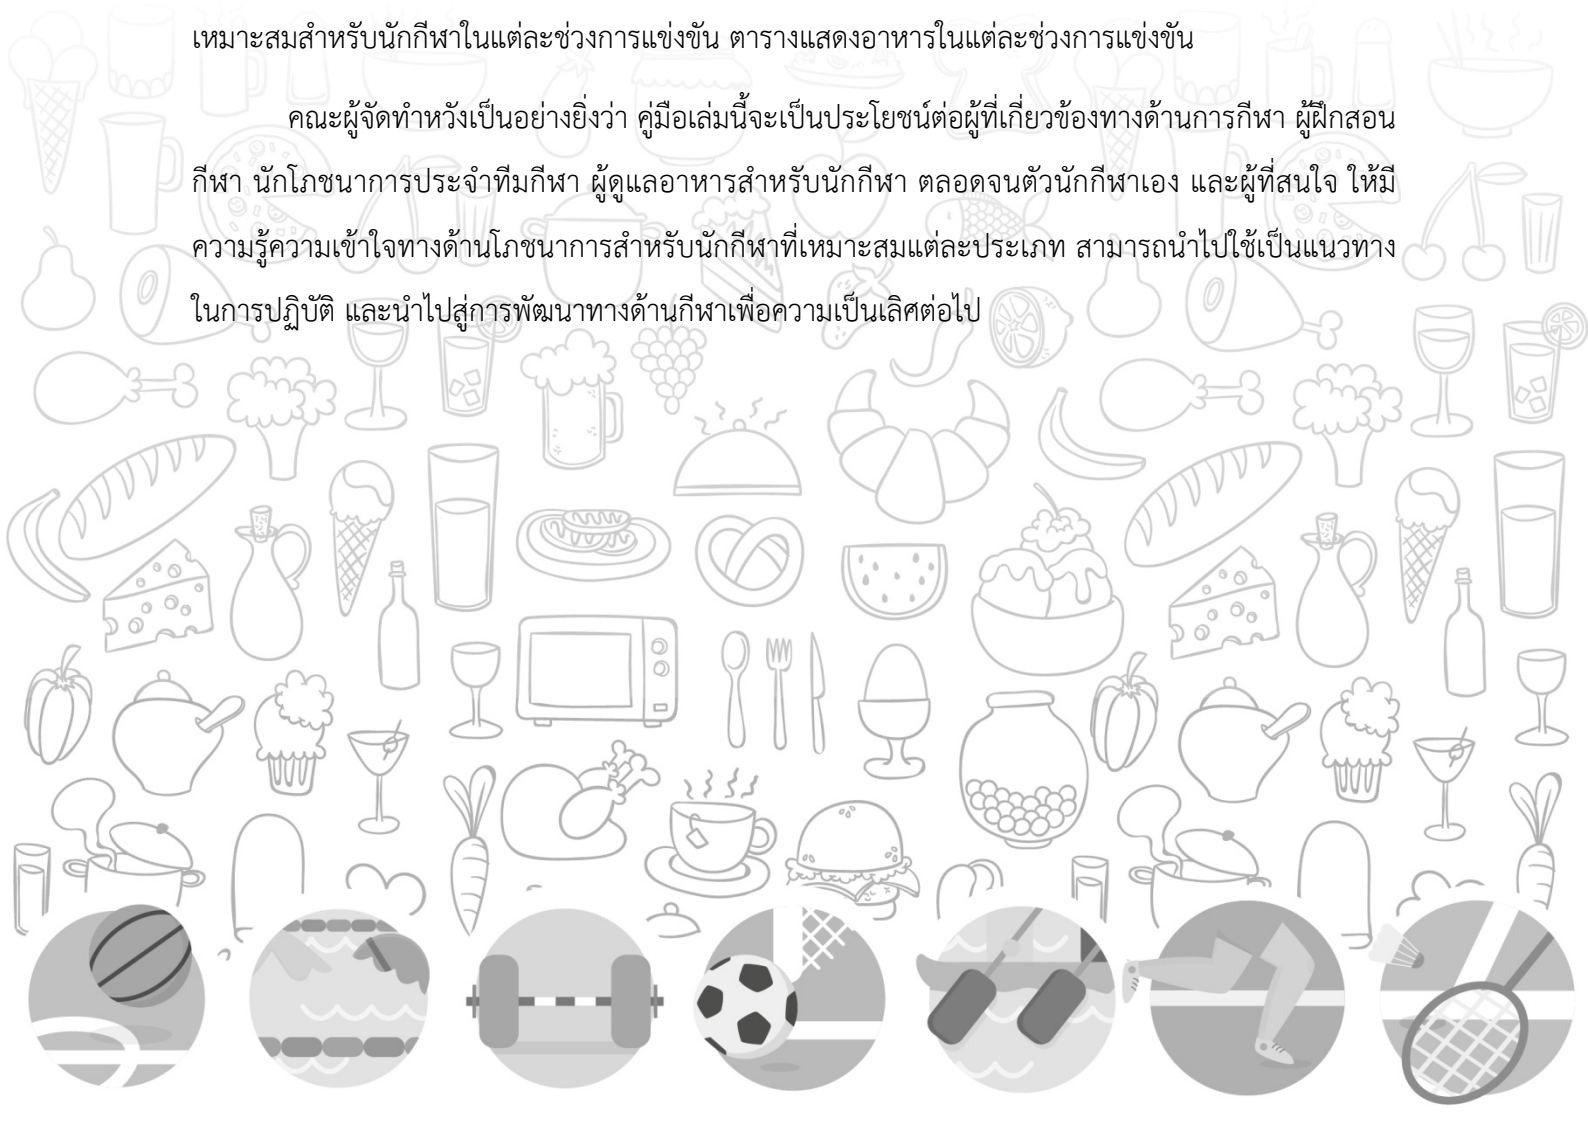 เหมาะสมสำหรับนักกีฬาในแต่ละช่วงการแข่งขัน ตารางแสดงอาหารในแต่ละช่วงการแข่งขัน
คณะผู้จัดทำหวังเป็นอย่างยิ่งว่า คู่มือเล่มนี้จะเป็นประโยชน์ต่อผู้ที่เกี่ยวข้องทางด้านการกีฬา ผู้ฝึกสอน
กีฬา นักโภชนาการประจำทีมกีฬา ผู้ดูแลอาหารสำหรับนักกีฬา ตลอดจนตัวนักกีฬาเอง และผู้ที่สนใจ ให้มี
ความรู้ความเข้าใจทางด้านโภชนาการสำหรับนักกีฬาที่เหมาะสมแต่ละประเภท สามารถนำไปใช้เป็นแนวทาง
ในการปฏิบัติ และนำไปสู่การพัฒนาทางด้านกีฬาเพื่อความเป็นเลิศต่อไป